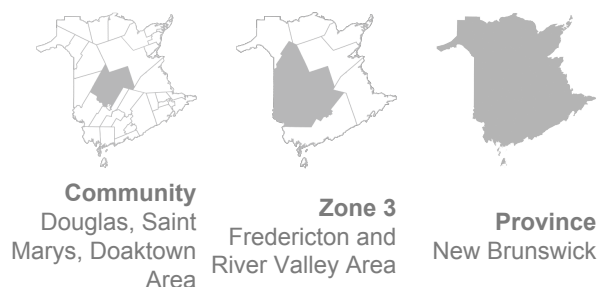 Community
Douglas, Saint
Marys, Doaktown
Area
Zone 3
Fredericton and
River Valley Area
Province
New Brunswick